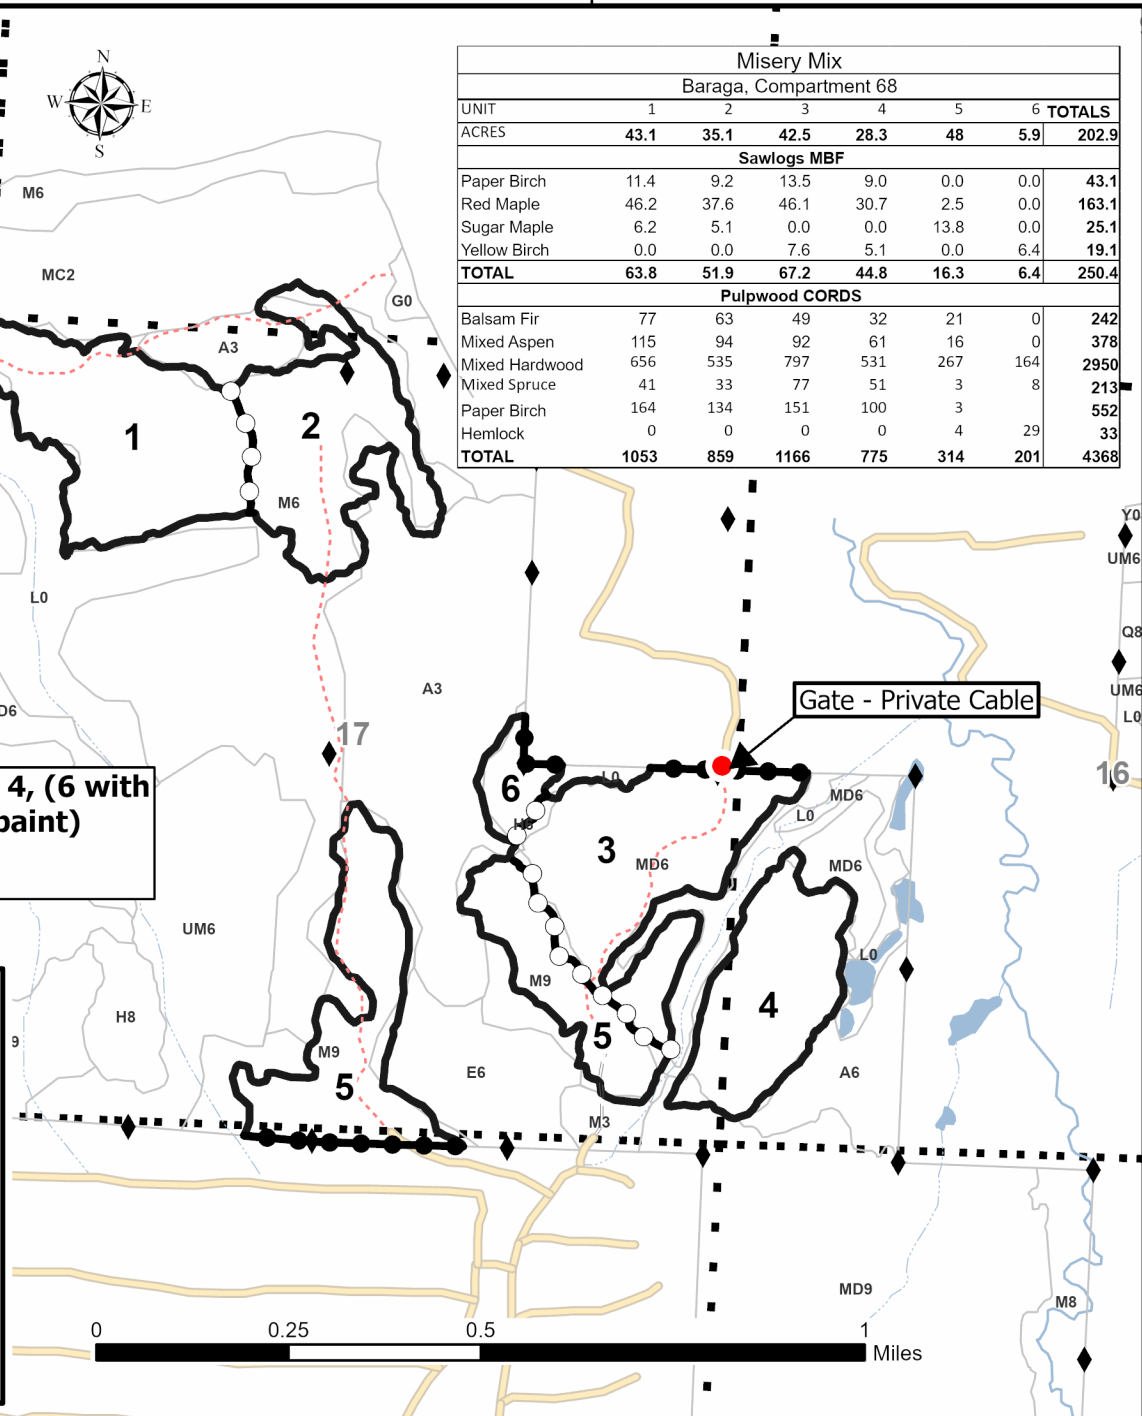 N
W E
S
Misery Mix
Baraga, Compartment 68
UNIT 1 2 3 4 5 6 TOTALS
ACRES 43.1 35.1 42.5 28.3 48 5.9 202.9
Sawlogs MBF
Paper Birch 11.4 9.2 13.5 9.0 0.0 0.0 43.1
Red Maple 46.2 37.6 46.1 30.7 2.5 0.0 163.1
Sugar Maple 6.2 5.1 0.0 0.0 13.8 0.0 25.1
Yellow Birch 0.0 0.0 7.6 5.1 0.0 6.4 19.1
TOTAL 63.8 51.9 67.2 44.8 16.3 6.4 250.4
Pulpwood CORDS
Balsam Fir 77 63 49 32 21 0 242
Mixed Aspen 115 94 92 61 16 0 378
Mixed Hardwood 656 535 797 531 267 164 2950
Mixed Spruce 41 33 77 51 3 8 213
Paper Birch 164 134 151 100 3 552
Hemlock 0 0 0 0 4 29 33
TOTAL 1053 859 1166 775 314 201 4368
M6
MC2
G0
A3
1
2
M6
Y0
UM6
L0
Q8
A3
UM6
D6
L0
Gate - Private Cable
17
16
4, (6 with
paint)
6
L0
MD6
L0
H8
3
MD6
MD6
UM6
M9
L0
4
H8
9
5
M9
E6
A6
5
M3
MD9
M8
0 0.25 0.5 1
Miles